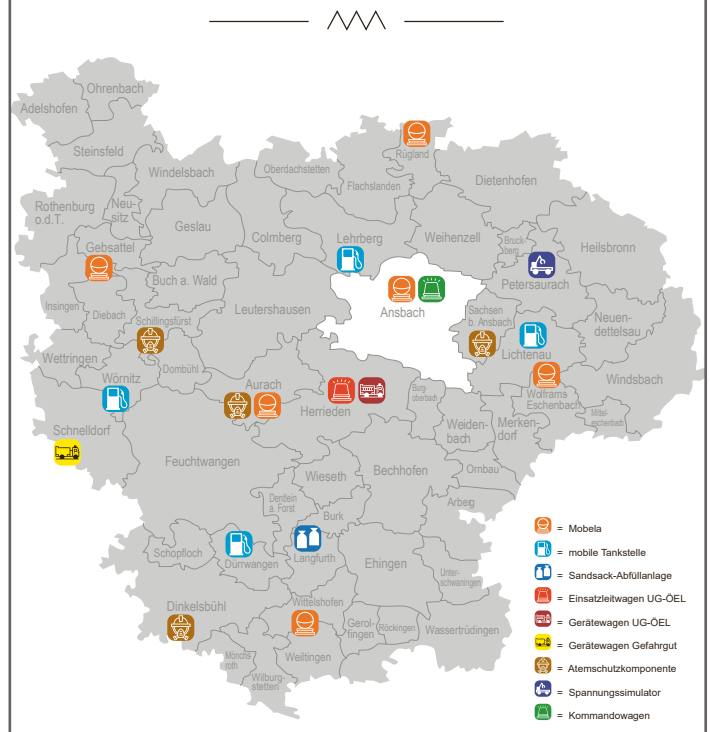 Ohrenbach
Adelshofen
Steinsfeld
Windelsbach
Oberdachstetten
Rügland
Flachslanden
Dietenhofen
Rothenburg
o.d.T.
Neu-
sitz
Geslau
Colmberg
Lehrberg
Weihenzell
Bruck-
berg
Heilsbronn
Gebsattel
Buch a. Wald
Petersaurach
Insingen
Diebach
Schillingsfürst
Leutershausen
Ansbach
Sachsen
b. Ansbach
Neuen-
dettelsau
Lichtenau
Wettringen
Wörnitz
Dombühl
Aurach
Herrieden
Burg-
oberbach
Wolframs-
Eschenbach
Windsbach
Mittel-
eschenbach
Schnelldorf
Feuchtwangen
Weiden-
bach
Merken-
dorf
Wieseth
Bechhofen
Ornbau
Dentlein
a. Forst
Burk
Arberg
Schopfloch
Dürrwangen
Langfurth
Ehingen
Unter-
schwaningen
Dinkelsbühl
Wittelshofen
Gerol-
fingen
Röckingen
Wassertrüdingen
Mönchs-
roth
Weiltingen
Wilburg-
stetten
= Mobela
= mobile Tankstelle
= Sandsack-Abfüllanlage
= Einsatzleitwagen UG-ÖEL
= Gerätewagen UG-ÖEL
= Gerätewagen Gefahrgut
= Atemschutzkomponente
= Spannungssimulator
= Kommandowagen